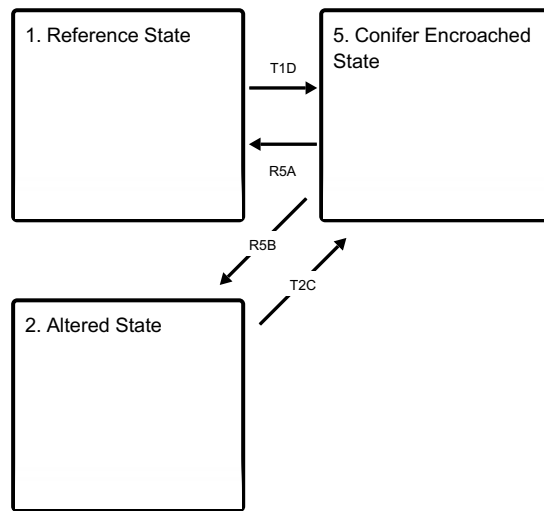 1. Reference State
5. Conifer Encroached
State
T1D
R5A
R5B
T2C
2. Altered State